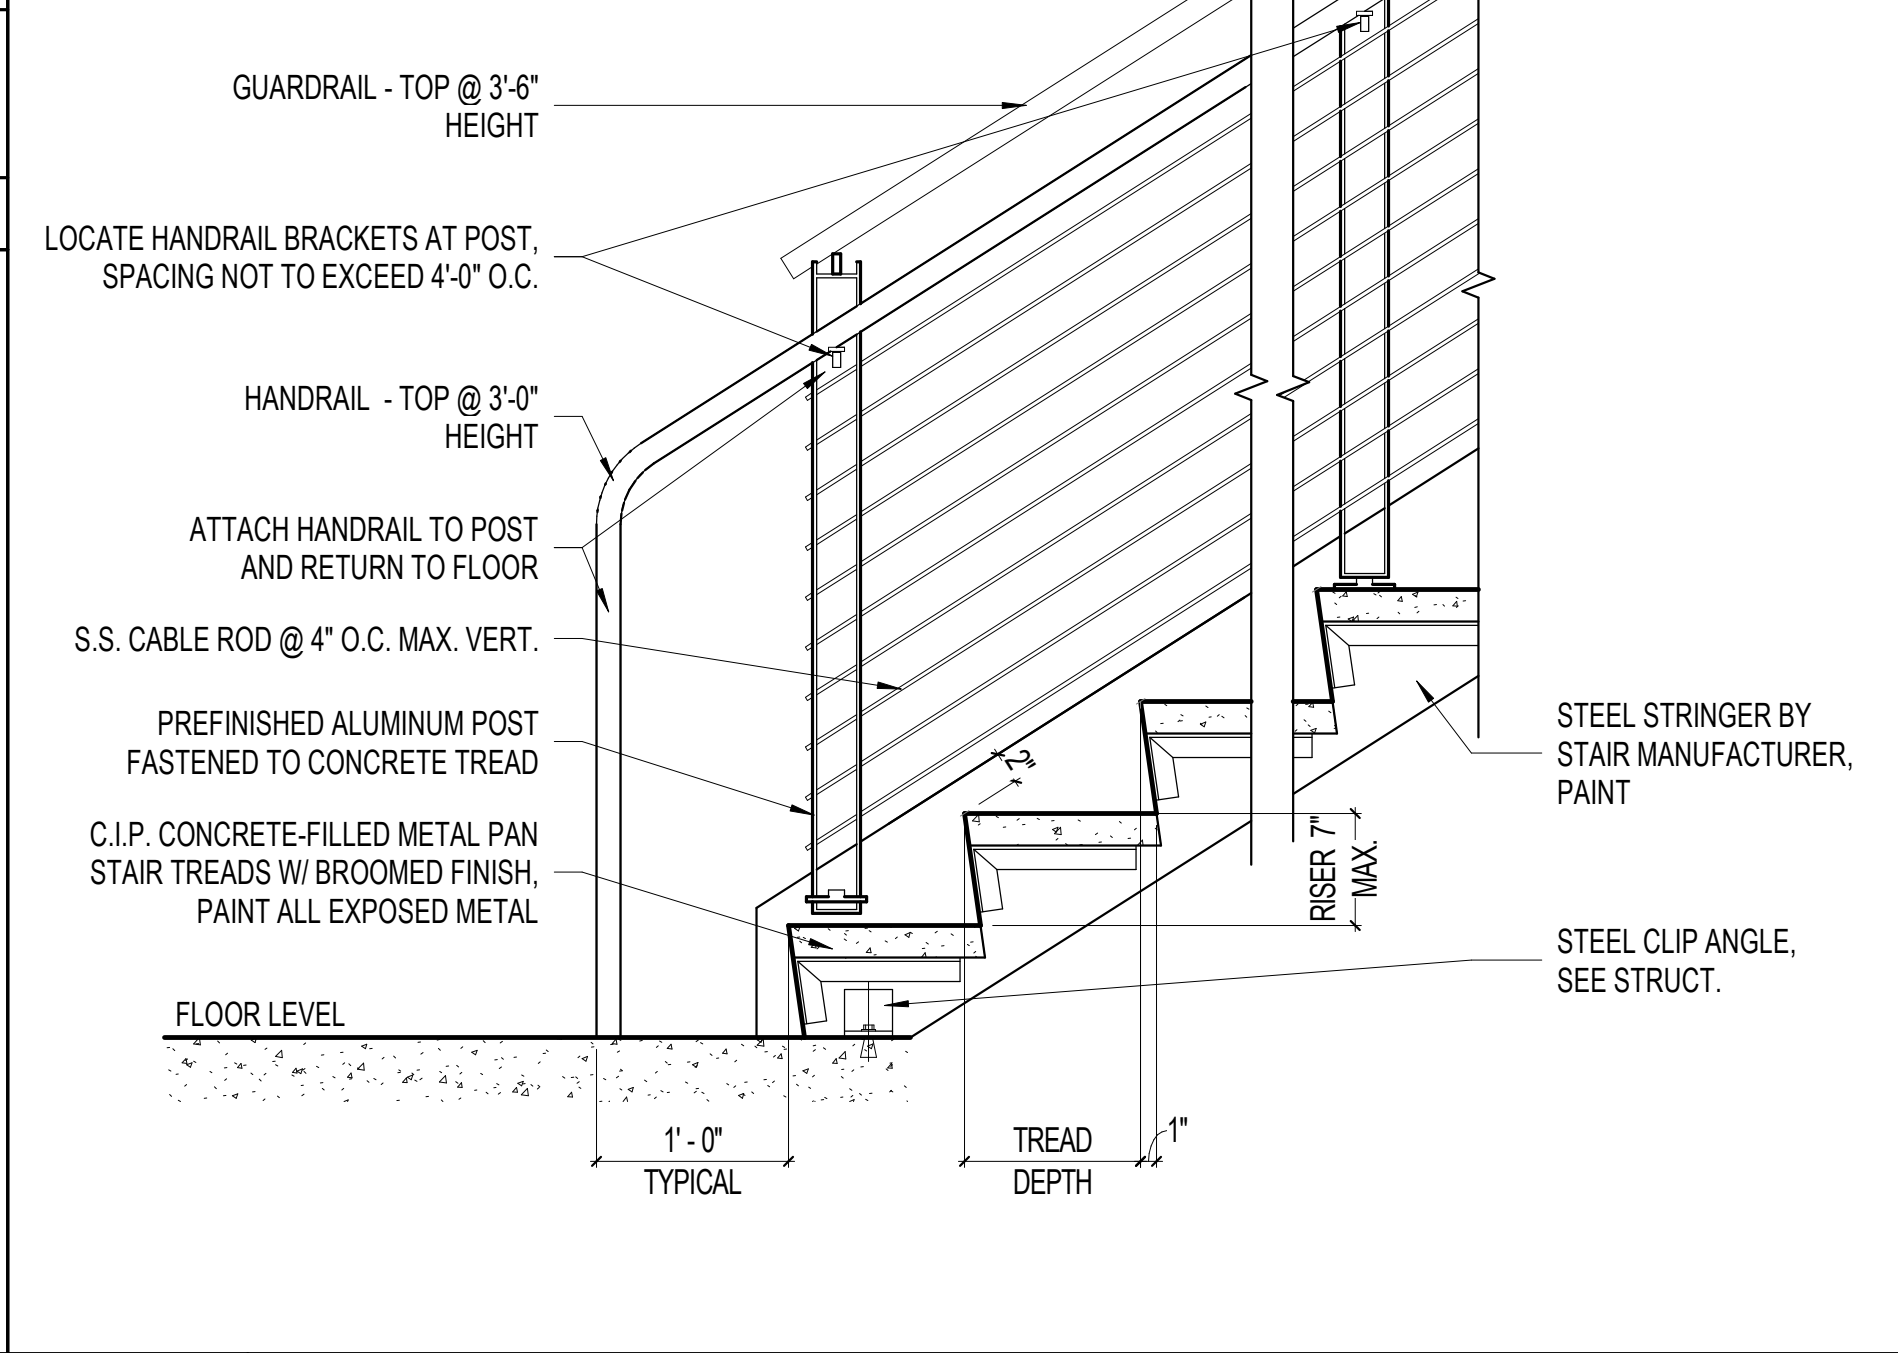 GUARDRAIL - TOP @ 3'-6"
HEIGHT
LOCATE HANDRAIL BRACKETS AT POST,
SPACING NOT TO EXCEED 4'-0" O.C.
HANDRAIL - TOP @ 3'-0"
HEIGHT
ATTACH HANDRAIL TO POST
AND RETURN TO FLOOR
S.S. CABLE ROD @ 4" O.C. MAX. VERT.
PREFINISHED ALUMINUM POST
FASTENED TO CONCRETE TREAD
C.I.P. CONCRETE-FILLED METAL PAN
STAIR TREADS W/ BROOMED FINISH,
PAINT ALL EXPOSED METAL
FLOOR LEVEL
2"
RISER 7"
MAX.
STEEL STRINGER BY
STAIR MANUFACTURER,
PAINT
STEEL CLIP ANGLE,
SEE STRUCT.
1' - 0"
TYPICAL
TREAD
DEPTH
1"